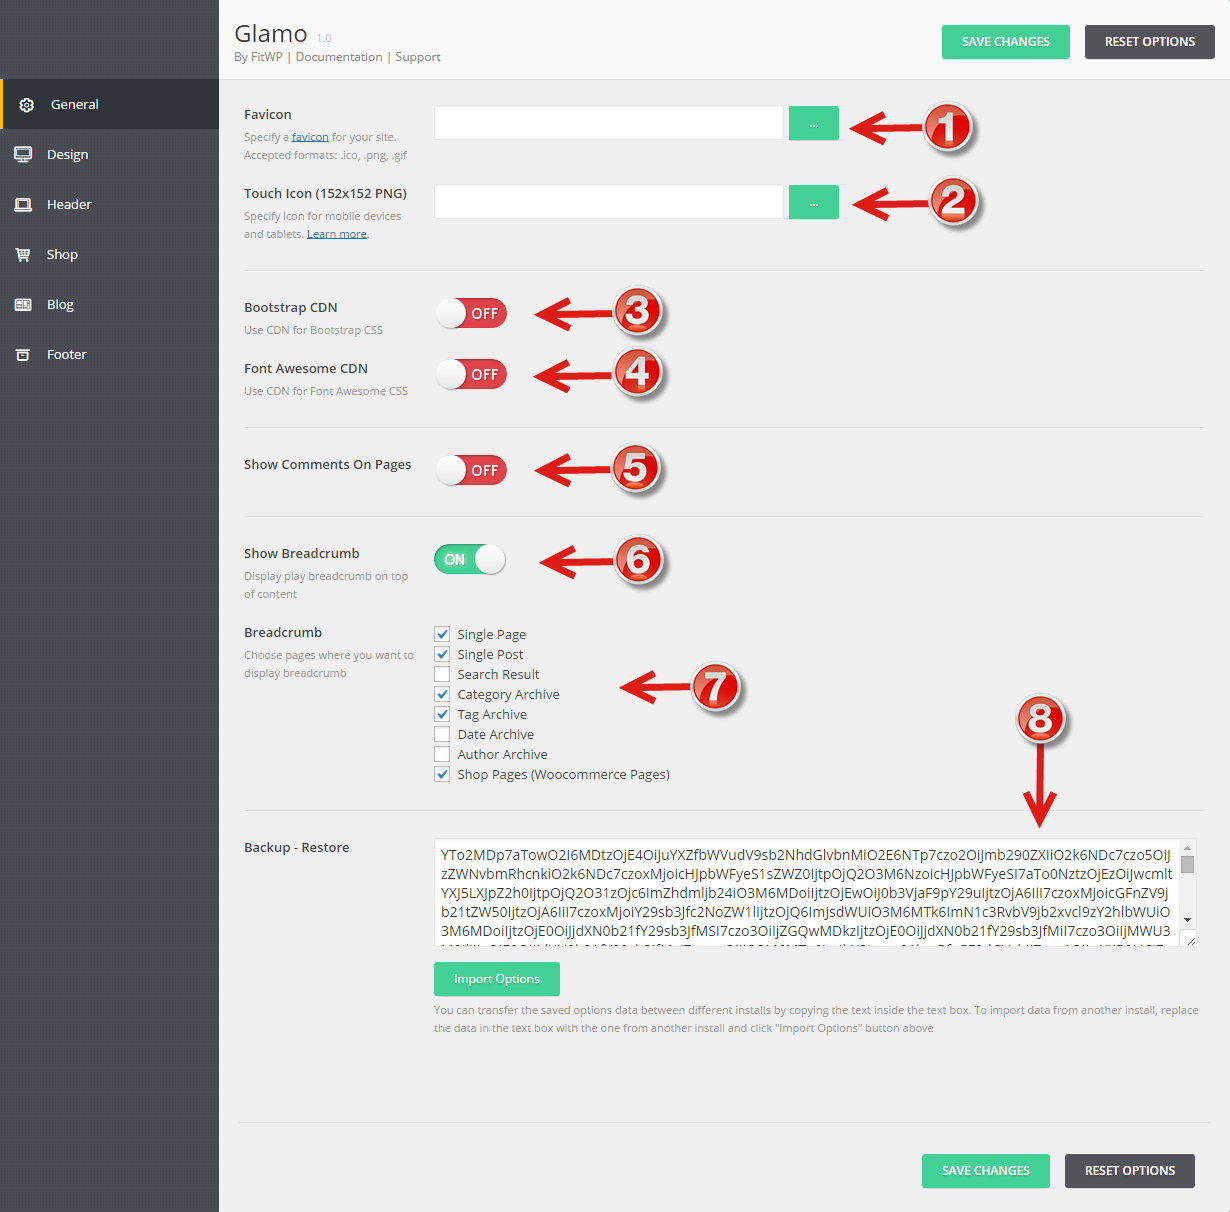 Glamo 1.0
By FitWP | Documentation | Support
SAVE CHANGES
RESET OPTIONS
General
Design
Header
Shop
Blog
Footer
Favicon
Specify a favicon for your site.
Accepted formats: .ico, .png, .gif
...
1
Touch Icon (152x152 PNG)
Specify icon for mobile devices
and tablets. Learn more.
...
2
Bootstrap CDN
Use CDN for Bootstrap CSS
OFF
3
Font Awesome CDN
Use CDN for Font Awesome CSS
OFF
4
Show Comments On Pages
OFF
5
Show Breadcrumb
Display play breadcrumb on top
of content
ON
6
Breadcrumb
Choose pages where you want to
display breadcrumb
Single Page
Single Post
Search Result
Category Archive
Tag Archive
Date Archive
Author Archive
Shop Pages (Woocommerce Pages)
7
8
Backup - Restore
Import Options
You can transfer the saved options data between different installs by copying the text inside the text box. To import data from another install, replace
the data in the text box with the one from another install and click "Import Options" button above
SAVE CHANGES
RESET OPTIONS